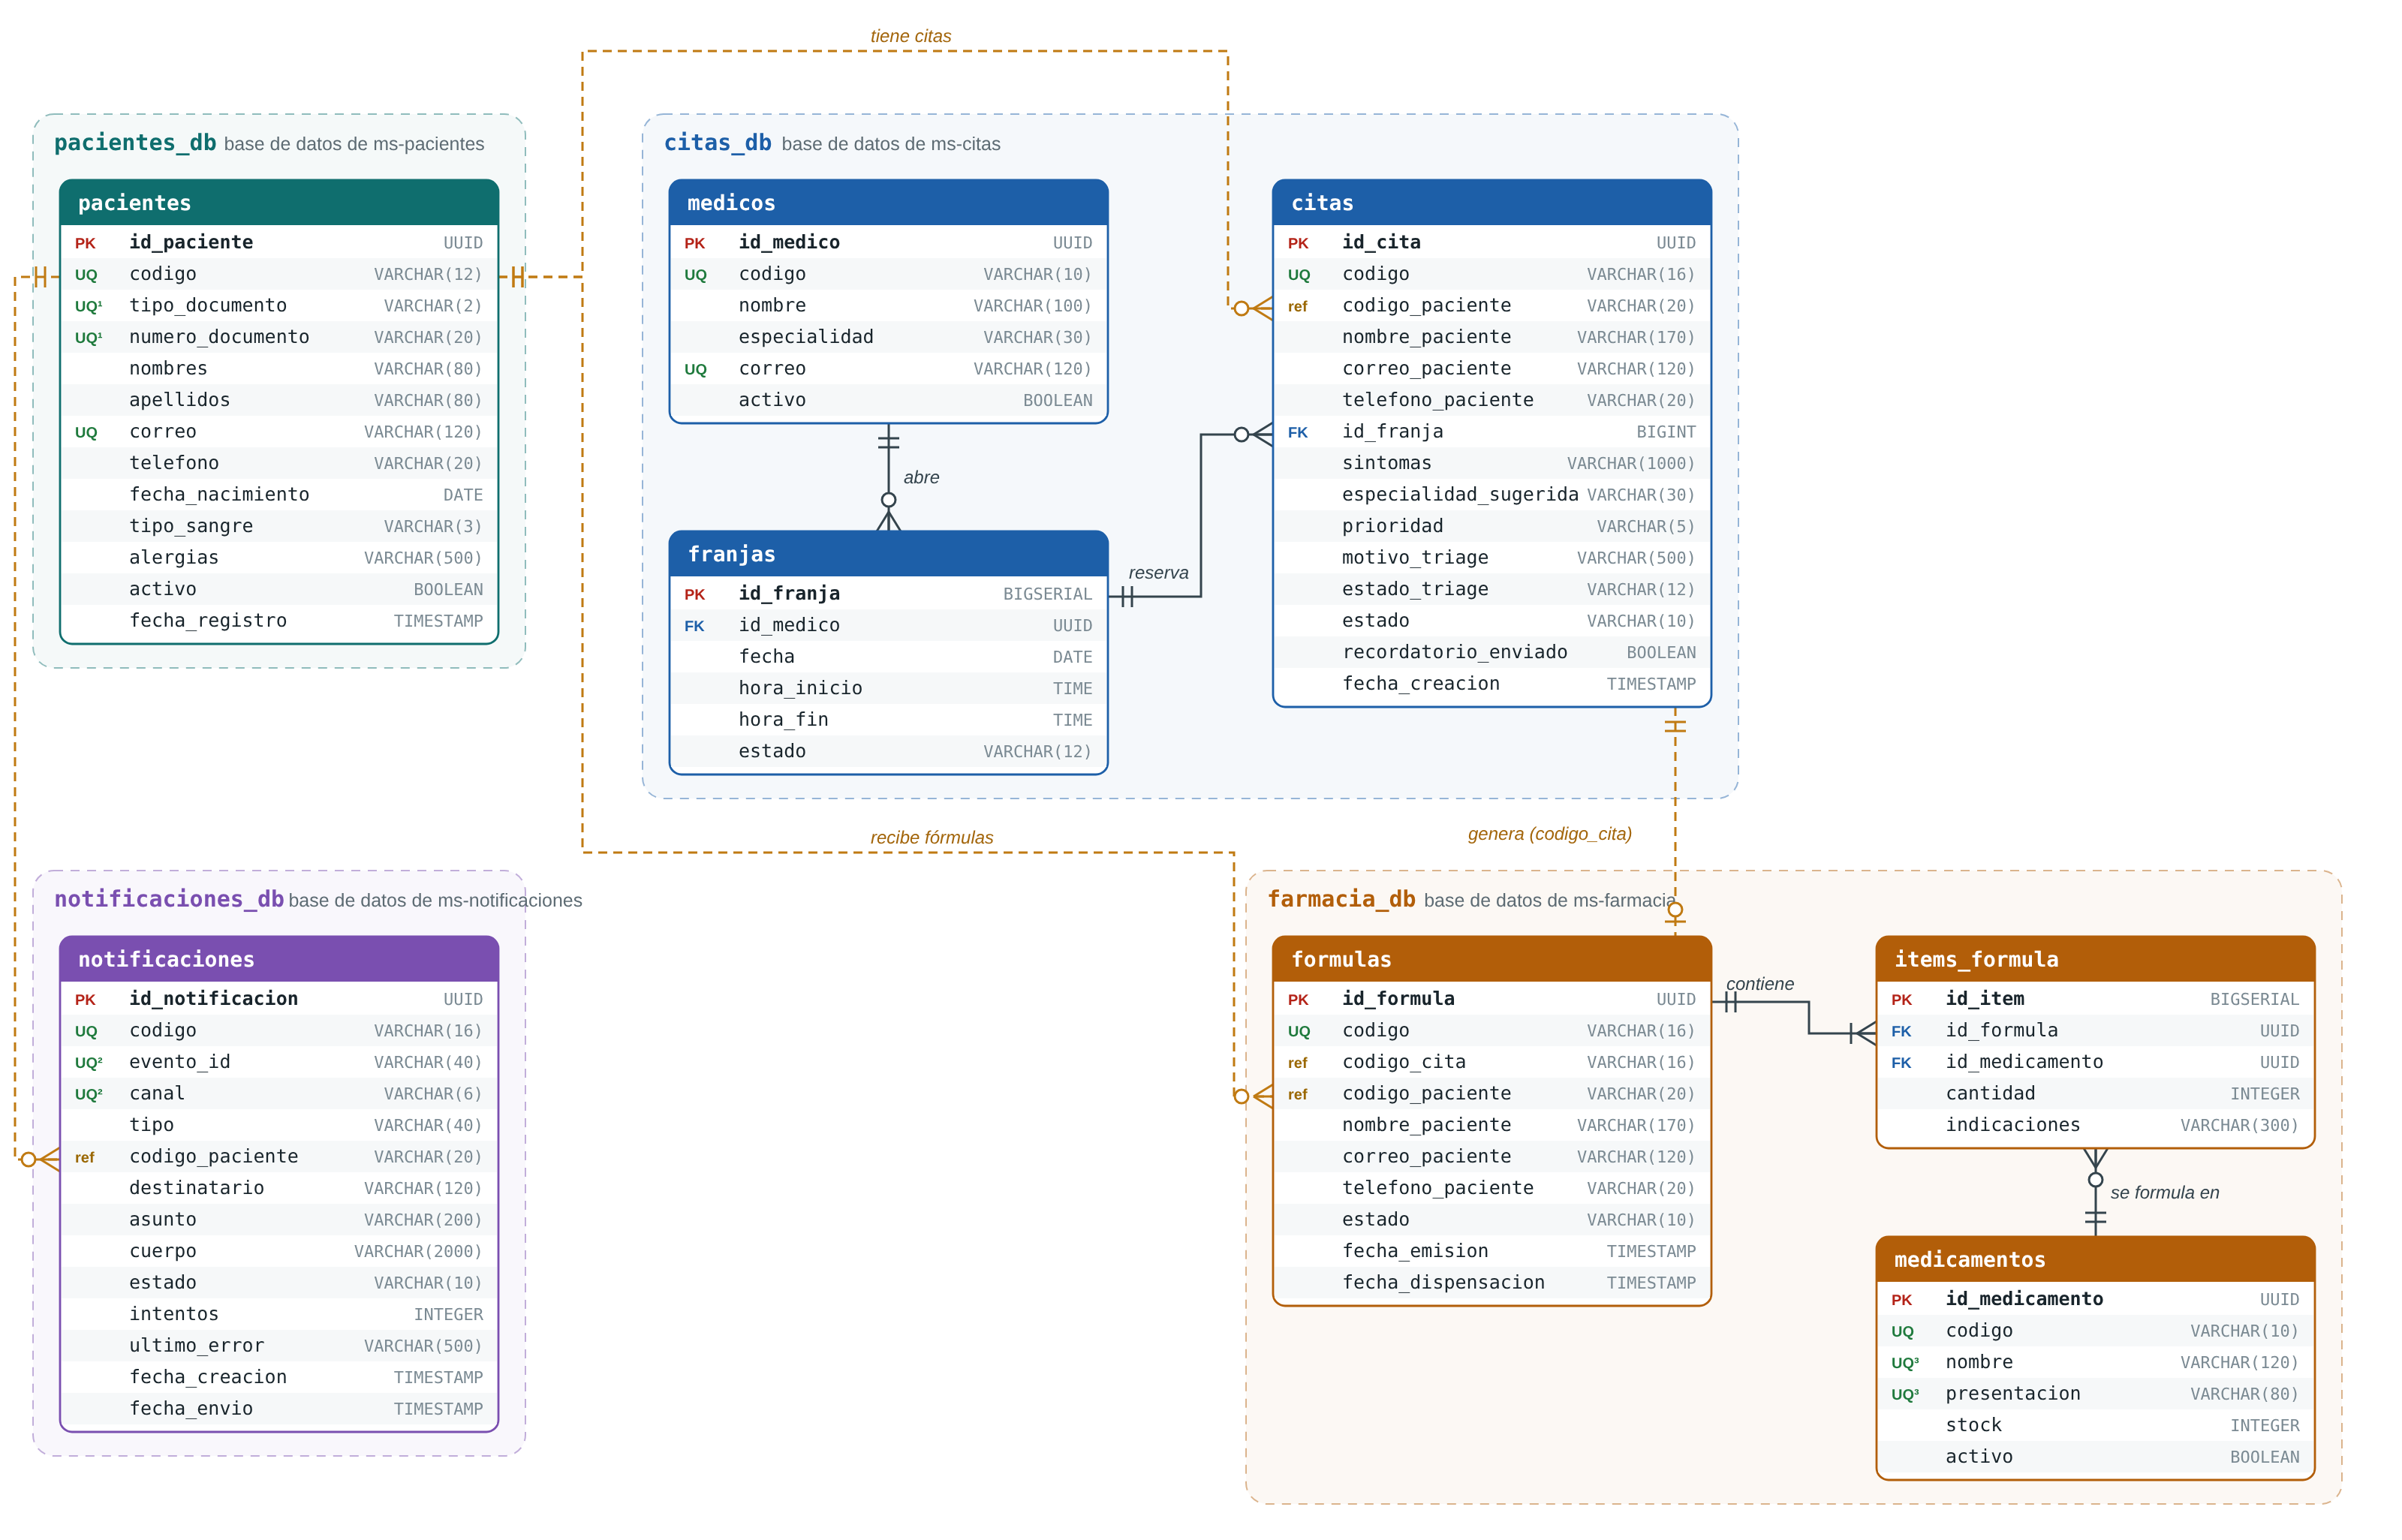 tiene citas
pacientes_db base de datos de ms-pacientes
pacientes
PK id_paciente UUID
UQ codigo VARCHAR(12)
UQ¹ tipo_documento VARCHAR(2)
UQ¹ numero_documento VARCHAR(20)
nombres VARCHAR(80)
apellidos VARCHAR(80)
UQ correo VARCHAR(120)
telefono VARCHAR(20)
fecha_nacimiento DATE
tipo_sangre VARCHAR(3)
alergias VARCHAR(500)
activo BOOLEAN
fecha_registro TIMESTAMP
citas_db base de datos de ms-citas
medicos
PK id_medico UUID
UQ codigo VARCHAR(10)
nombre VARCHAR(100)
especialidad VARCHAR(30)
UQ correo VARCHAR(120)
activo BOOLEAN
abre
franjas
PK id_franja BIGSERIAL
FK id_medico UUID
fecha DATE
hora_inicio TIME
hora_fin TIME
estado VARCHAR(12)
reserva
citas
PK id_cita UUID
UQ codigo VARCHAR(16)
ref codigo_paciente VARCHAR(20)
nombre_paciente VARCHAR(170)
correo_paciente VARCHAR(120)
telefono_paciente VARCHAR(20)
FK id_franja BIGINT
sintomas VARCHAR(1000)
especialidad_sugerida VARCHAR(30)
prioridad VARCHAR(5)
motivo_triage VARCHAR(500)
estado_triage VARCHAR(12)
estado VARCHAR(10)
recordatorio_enviado BOOLEAN
fecha_creacion TIMESTAMP
recibe fórmulas
genera (codigo_cita)
notificaciones_db base de datos de ms-notificaciones
notificaciones
PK id_notificacion UUID
UQ codigo VARCHAR(16)
UQ² evento_id VARCHAR(40)
UQ² canal VARCHAR(6)
tipo VARCHAR(40)
ref codigo_paciente VARCHAR(20)
destinatario VARCHAR(120)
asunto VARCHAR(200)
cuerpo VARCHAR(2000)
estado VARCHAR(10)
intentos INTEGER
ultimo_error VARCHAR(500)
fecha_creacion TIMESTAMP
fecha_envio TIMESTAMP
farmacia_db base de datos de ms-farmacia
formulas
PK id_formula UUID
UQ codigo VARCHAR(16)
ref codigo_cita VARCHAR(16)
ref codigo_paciente VARCHAR(20)
nombre_paciente VARCHAR(170)
correo_paciente VARCHAR(120)
telefono_paciente VARCHAR(20)
estado VARCHAR(10)
fecha_emision TIMESTAMP
fecha_dispensacion TIMESTAMP
contiene
items_formula
PK id_item BIGSERIAL
FK id_formula UUID
FK id_medicamento UUID
cantidad INTEGER
indicaciones VARCHAR(300)
se formula en
medicamentos
PK id_medicamento UUID
UQ codigo VARCHAR(10)
UQ³ nombre VARCHAR(120)
UQ³ presentacion VARCHAR(80)
stock INTEGER
activo BOOLEAN